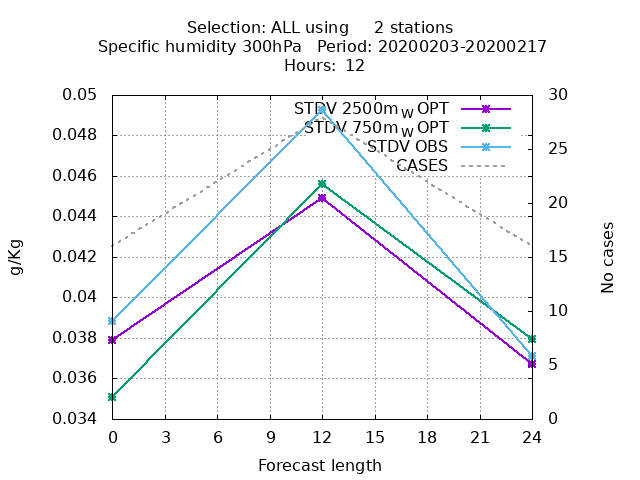 Selection: ALL using     2 stations
Specific humidity 300hPa   Period: 20200203-20200217
Hours: 12
STDV 2500m_W OPT
STDV 750m_W OPT
STDV OBS
CASES
0.05
0.048
0.046
0.044
0.042
0.04
0.038
0.036
0.034
30
25
20
15
10
5
0
g/Kg
No cases
0 3 6 9 12 15 18 21 24
Forecast length